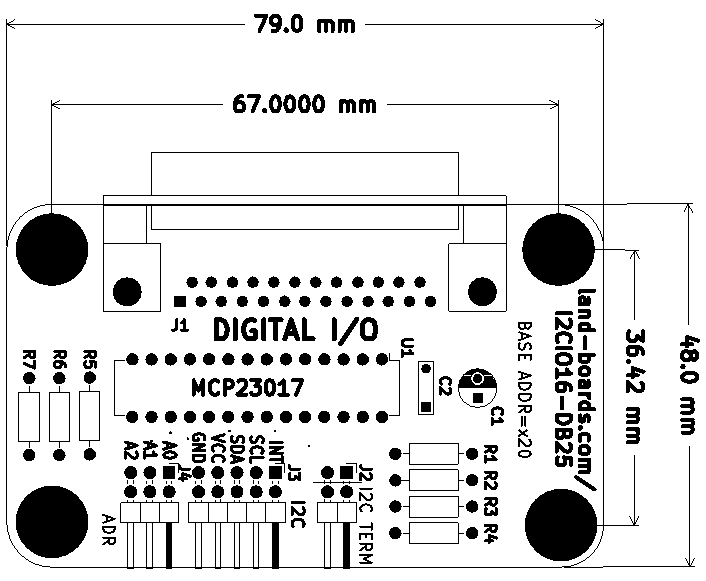 79.0 mm
67.0000 mm
36.42 mm
48.0 mm
J1
DIGITAL I/O
land-boards.com/
I2CIO16-DB25
BASE ADDR=x20
U1
MCP23017
C2
C1
R7
R6
R5
A2
A1
A0
J4
GND
VCC
SDA
SCL
INT
J3
J2
R1
R2
R3
R4
ADR
I2C
I2C TERM